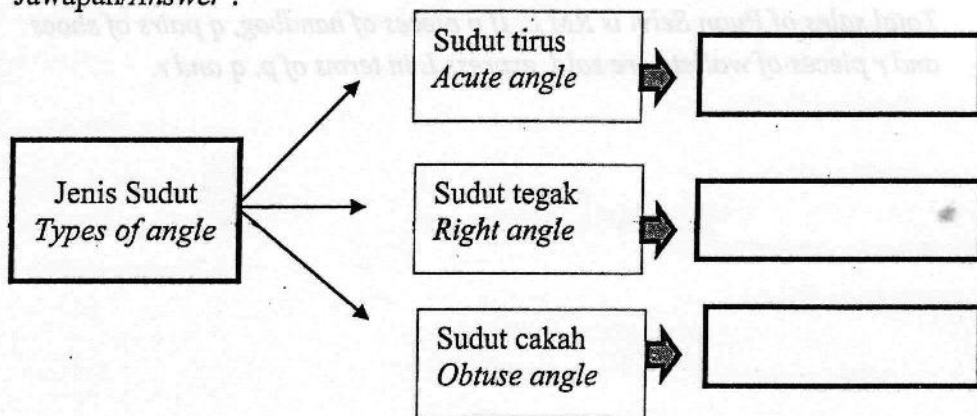 Jawapan/Answer :
Jenis Sudut
Types of angle
Sudut tirus
Acute angle
Sudut tegak
Right angle
Sudut cakah
Obtuse angle